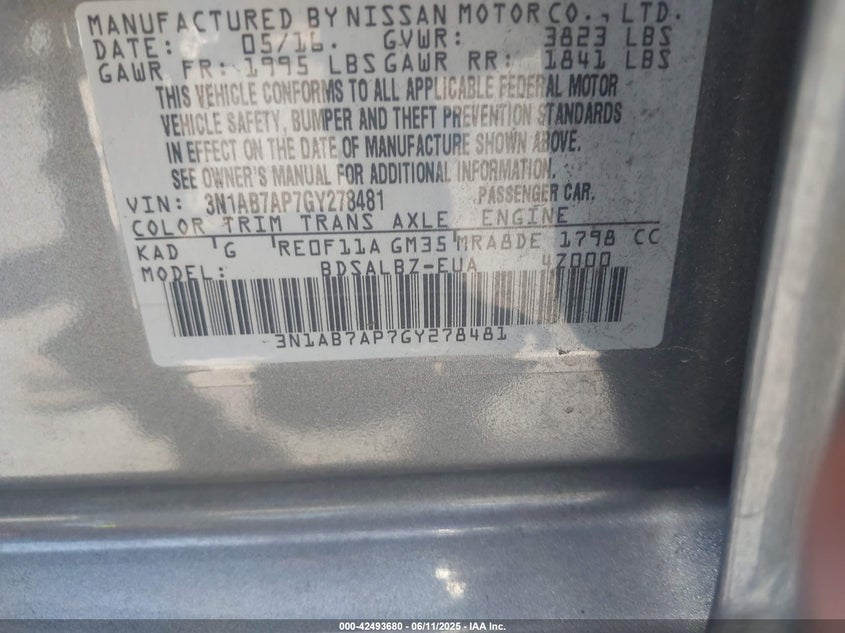 MANUFACTURED BY NISSAN MOTOR CO., LTD.
DATE: 05/16. GVWR: 3823 LBS
GAWR FR: 1995 LBS GAWR RR: 1841 LBS
THIS VEHICLE CONFORMS TO ALL APPLICABLE FEDERAL MOTOR
VEHICLE SAFETY, BUMPER AND THEFT PREVENTION STANDARDS
IN EFFECT ON THE DATE OF MANUFACTURE SHOWN ABOVE.
SEE OWNER'S MANUAL FOR ADDITIONAL INFORMATION.
VIN: 3N1AB7AP7GY278481 PASSENGER CAR.
COLOR TRIM TRANS AXLE ENGINE
KAD G RE0F11A GM35 MRA8DE 1798 CC
MODEL: BDSALBZ-EUA 4Z000
3N1AB7AP7GY278481
000-42493680 - 06/11/2025 - IAA Inc.